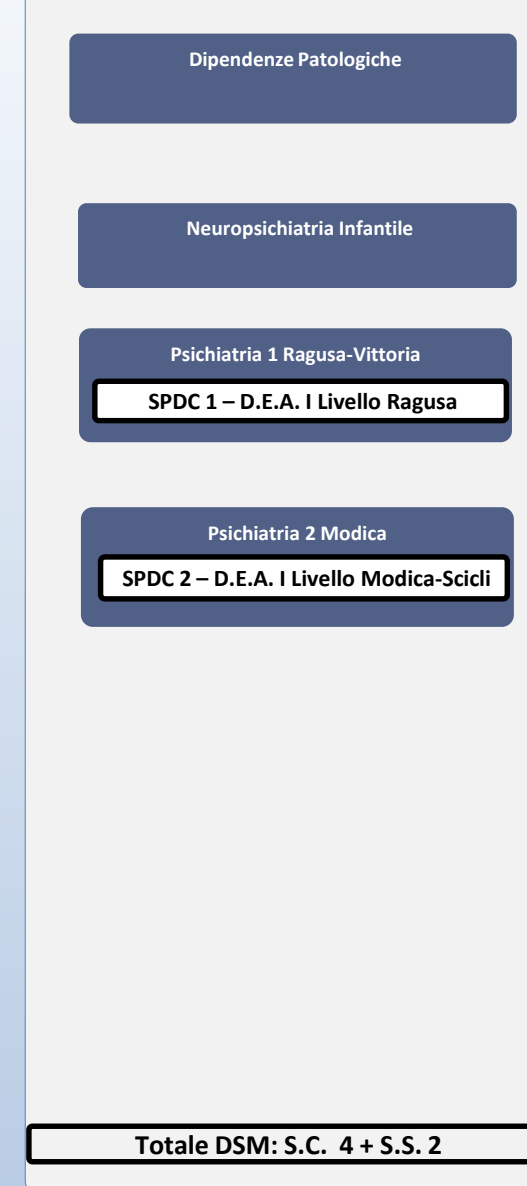 Dipendenze Patologiche
Neuropsichiatria Infantile
Psichiatria 1 Ragusa-Vittoria
SPDC 1 – D.E.A. I Livello Ragusa
Psichiatria 2 Modica
SPDC 2 – D.E.A. I Livello Modica-Scicli
Totale DSM: S.C. 4 + S.S. 2